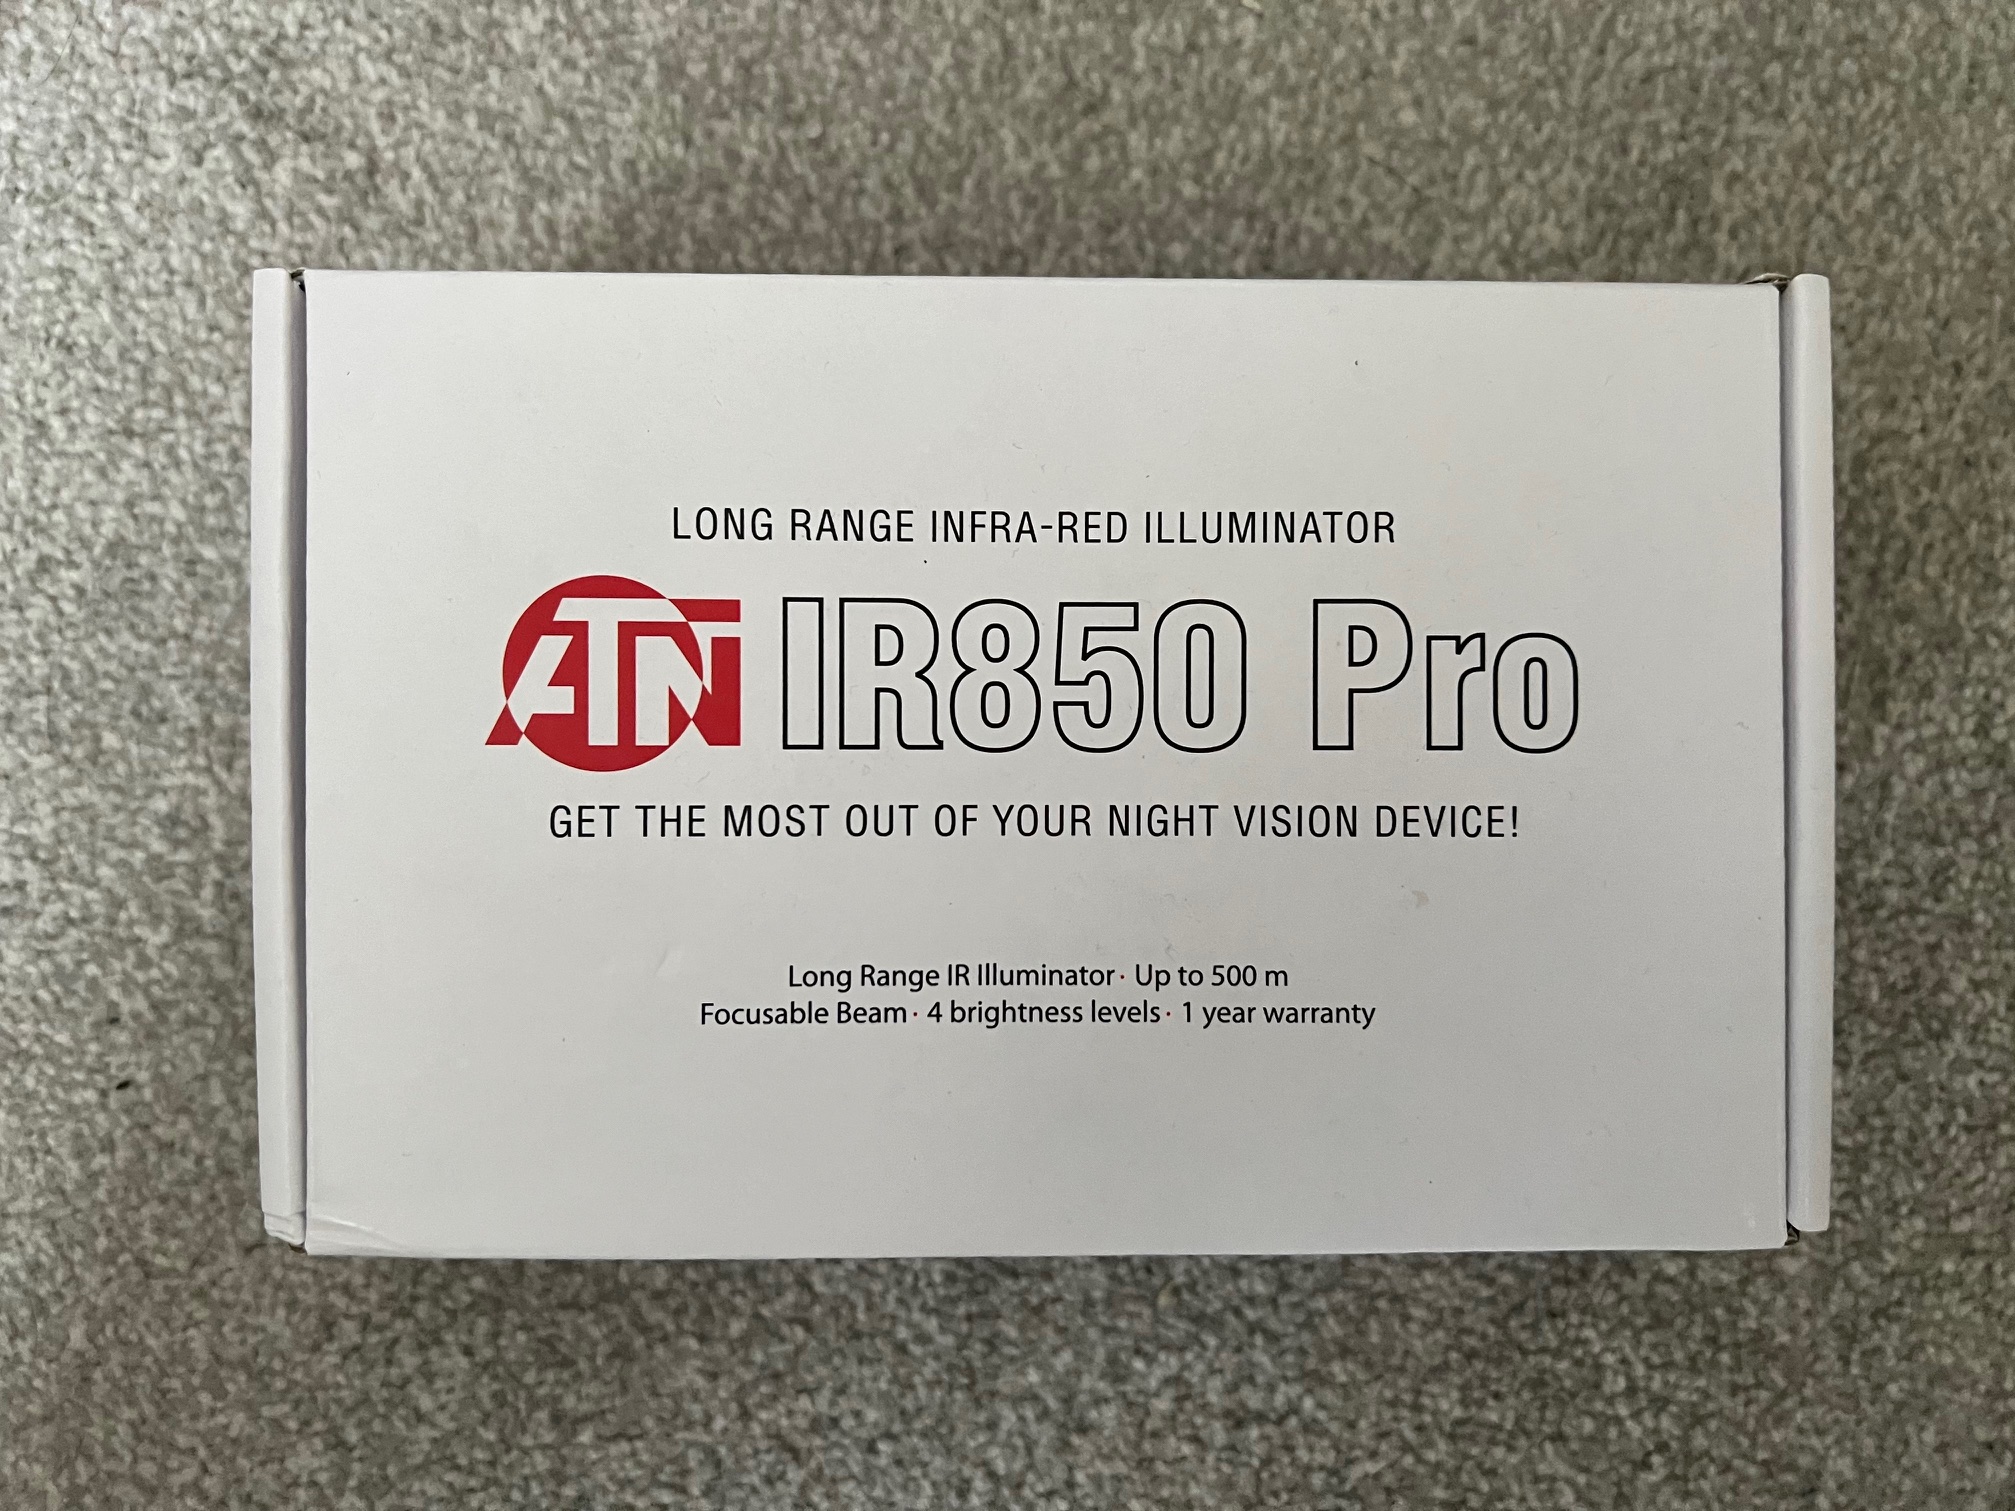 LONG RANGE INFRA-RED ILLUMINATOR
ATN IR850 Pro
GET THE MOST OUT OF YOUR NIGHT VISION DEVICE!
Long Range IR Illuminator · Up to 500 m
Focusable Beam · 4 brightness levels · 1 year warranty